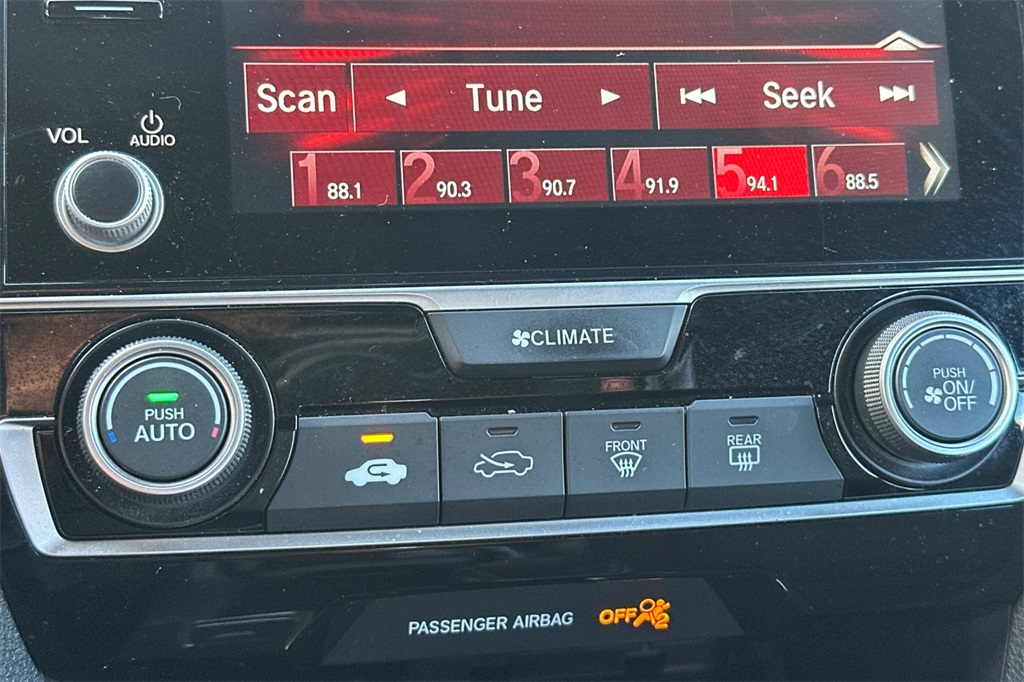 Scan Tune Seek
VOL AUDIO
1 88.1 2 90.3 3 90.7 4 91.9 5 94.1 6 88.5
CLIMATE
PUSH
AUTO
FRONT
REAR
PUSH
ON/
OFF
PASSENGER AIRBAG OFF 2